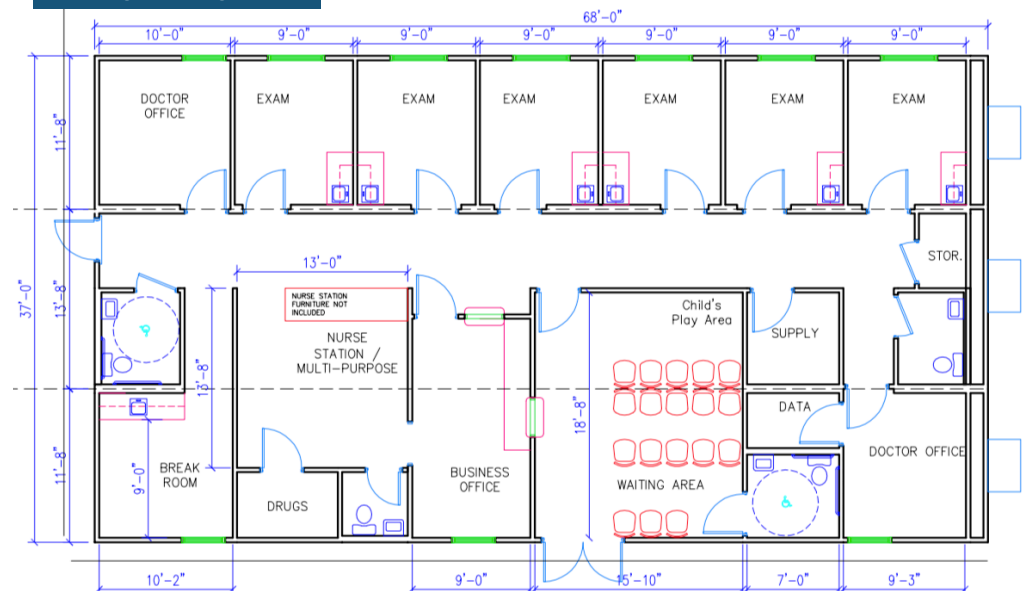 68'-0"
10'-0"
9'-0"
9'-0"
9'-0"
9'-0"
9'-0"
9'-0"
DOCTOR
OFFICE
EXAM
EXAM
EXAM
EXAM
EXAM
EXAM
11'-8"
37'-0"
13'-8"
11'-8"
13'-0"
STOR.
NURSE STATION
FURNITURE NOT
INCLUDED
Child's
Play Area
NURSE
STATION /
MULTI-PURPOSE
SUPPLY
13'-8"
18'-8"
DATA
9'-0"
BREAK
ROOM
BUSINESS
OFFICE
WAITING AREA
DOCTOR OFFICE
DRUGS
10'-2"
9'-0"
15'-10"
7'-0"
9'-3"